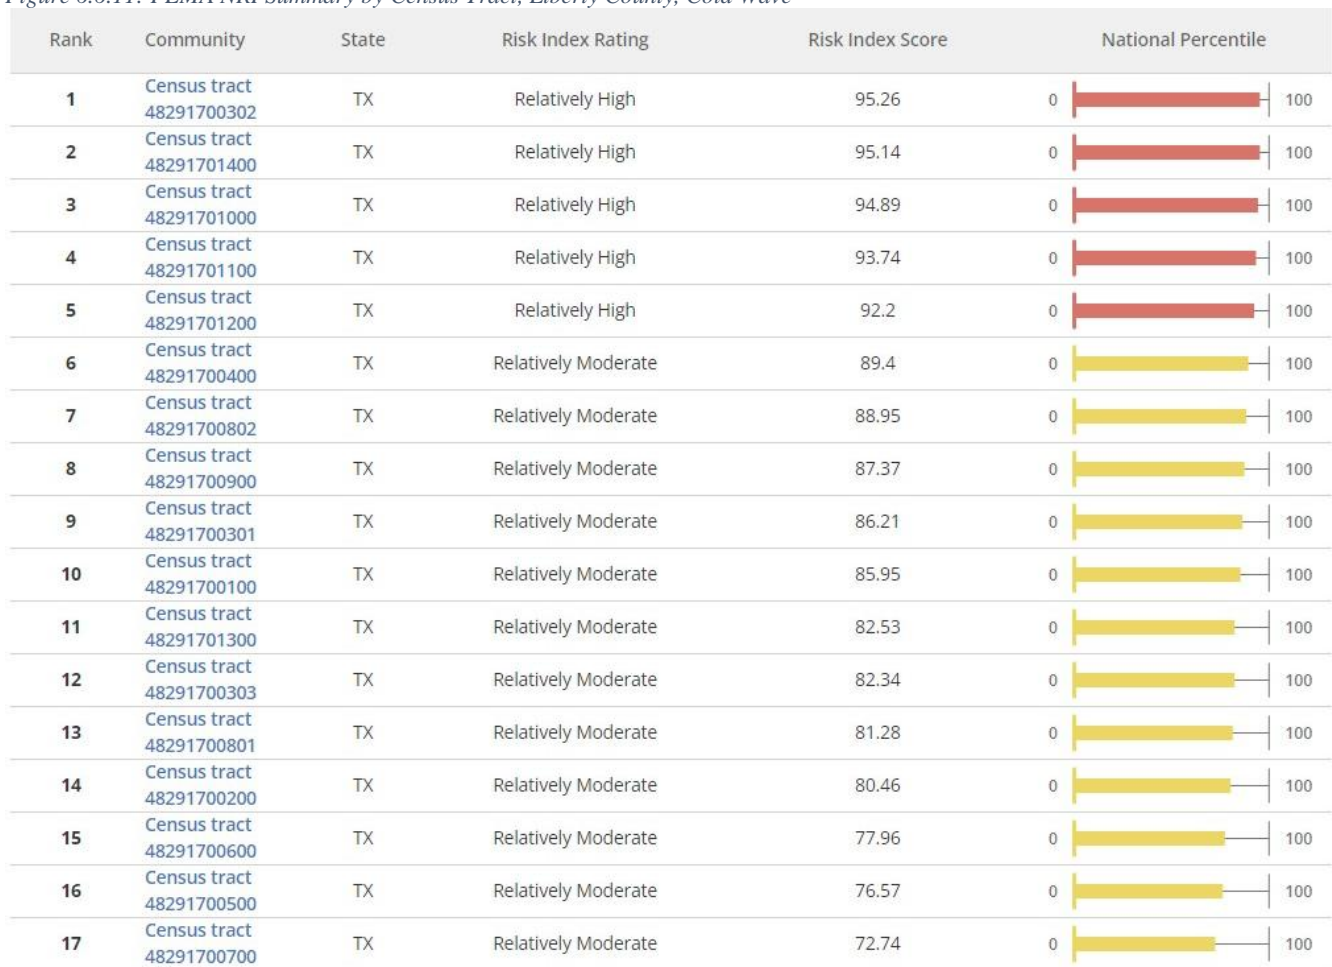 FEMA NRI Summary by Census Tract, Liberty County, Cold Wave
Rank Community State Risk Index Rating Risk Index Score National Percentile
Census tract
1 TX Relatively High 95.26 0 100
48291700302
Census tract
2 TX Relatively High 95.14 0 100
48291701400
Census tract
3 TX Relatively High 94.89 0 100
48291701000
Census tract
4 TX Relatively High 93.74 0 100
48291701100
Census tract
5 TX Relatively High 92.2 0 100
48291701200
Census tract
6 TX Relatively Moderate 89.4 0 100
48291700400
Census tract
7 TX Relatively Moderate 88.95 0 100
48291700802
Census tract
8 TX Relatively Moderate 87.37 0 100
48291700900
Census tract
9 TX Relatively Moderate 86.21 0 100
48291700301
Census tract
10 TX Relatively Moderate 85.95 0 100
48291700100
Census tract
11 TX Relatively Moderate 82.53 0 100
48291701300
Census tract
12 TX Relatively Moderate 82.34 0 100
48291700303
Census tract
13 TX Relatively Moderate 81.28 0 100
48291700801
Census tract
14 TX Relatively Moderate 80.46 0 100
48291700200
Census tract
15 TX Relatively Moderate 77.96 0 100
48291700600
Census tract
16 TX Relatively Moderate 76.57 0 100
48291700500
Census tract
17 TX Relatively Moderate 72.74 0 100
48291700700